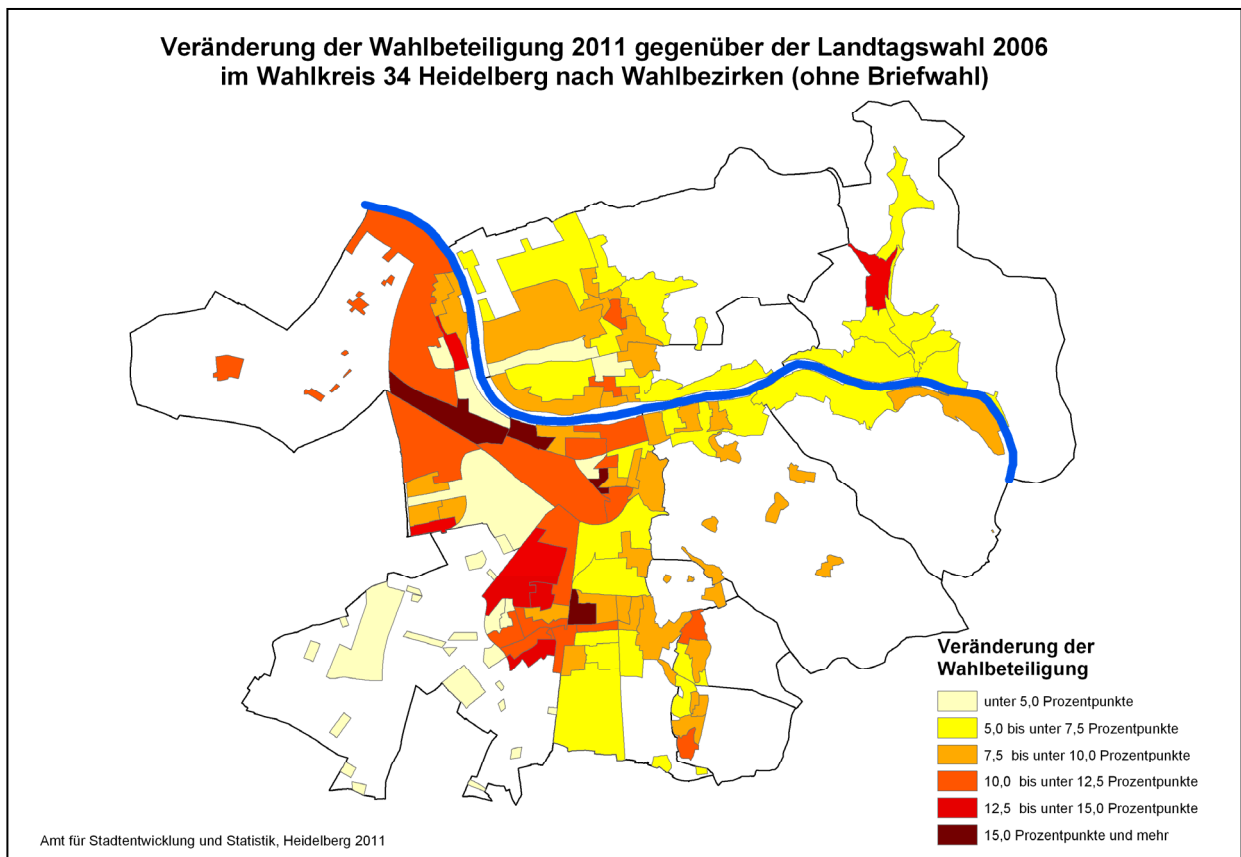 Veränderung der Wahlbeteiligung 2011 gegenüber der Landtagswahl 2006
im Wahlkreis 34 Heidelberg nach Wahlbezirken (ohne Briefwahl)
Veränderung der
Wahlbeteiligung
unter 5,0 Prozentpunkte
5,0 bis unter 7,5 Prozentpunkte
7,5 bis unter 10,0 Prozentpunkte
10,0 bis unter 12,5 Prozentpunkte
12,5 bis unter 15,0 Prozentpunkte
15,0 Prozentpunkte und mehr
Amt für Stadtentwicklung und Statistik, Heidelberg 2011